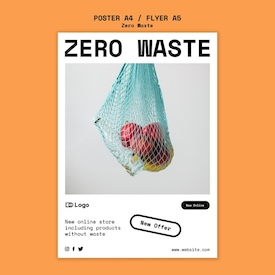 POSTER A4 / FLYER A5
Zero Waste
ZERO WASTE
Logo
Now Online
New online store
including products
without waste
New Offer
www.website.com